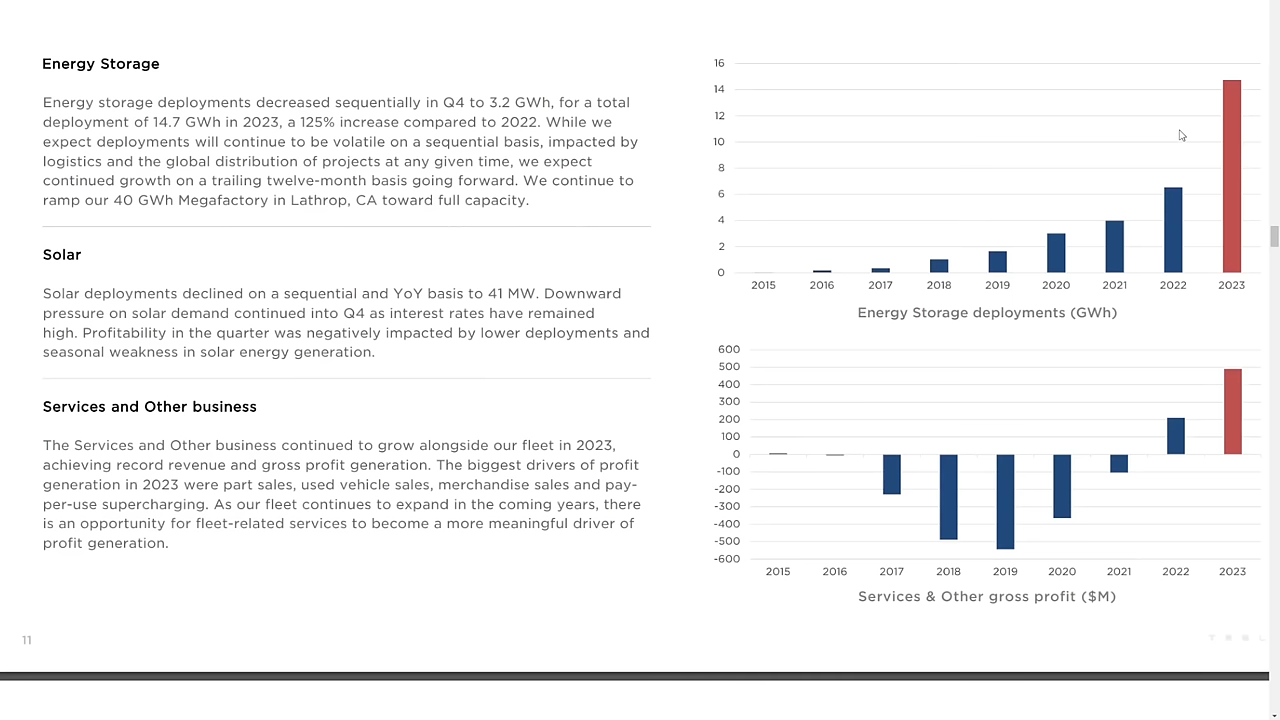 Energy Storage
Energy storage deployments decreased sequentially in Q4 to 3.2 GWh, for a total
deployment of 14.7 GWh in 2023, a 125% increase compared to 2022. While we
expect deployments will continue to be volatile on a sequential basis, impacted by
logistics and the global distribution of projects at any given time, we expect
continued growth on a trailing twelve-month basis going forward. We continue to
ramp our 40 GWh Megafactory in Lathrop, CA toward full capacity.
Solar
Solar deployments declined on a sequential and YoY basis to 41 MW. Downward
pressure on solar demand continued into Q4 as interest rates have remained
high. Profitability in the quarter was negatively impacted by lower deployments and
seasonal weakness in solar energy generation.
Services and Other business
The Services and Other business continued to grow alongside our fleet in 2023,
achieving record revenue and gross profit generation. The biggest drivers of profit
generation in 2023 were part sales, used vehicle sales, merchandise sales and pay-
per-use supercharging. As our fleet continues to expand in the coming years, there
is an opportunity for fleet-related services to become a more meaningful driver of
profit generation.
16
14
12
10
8
6
4
2
0
2015 2016 2017 2018 2019 2020 2021 2022 2023
Energy Storage deployments (GWh)
600
500
400
300
200
100
0
-100
-200
-300
-400
-500
-600
2015 2016 2017 2018 2019 2020 2021 2022 2023
Services & Other gross profit ($M)
11